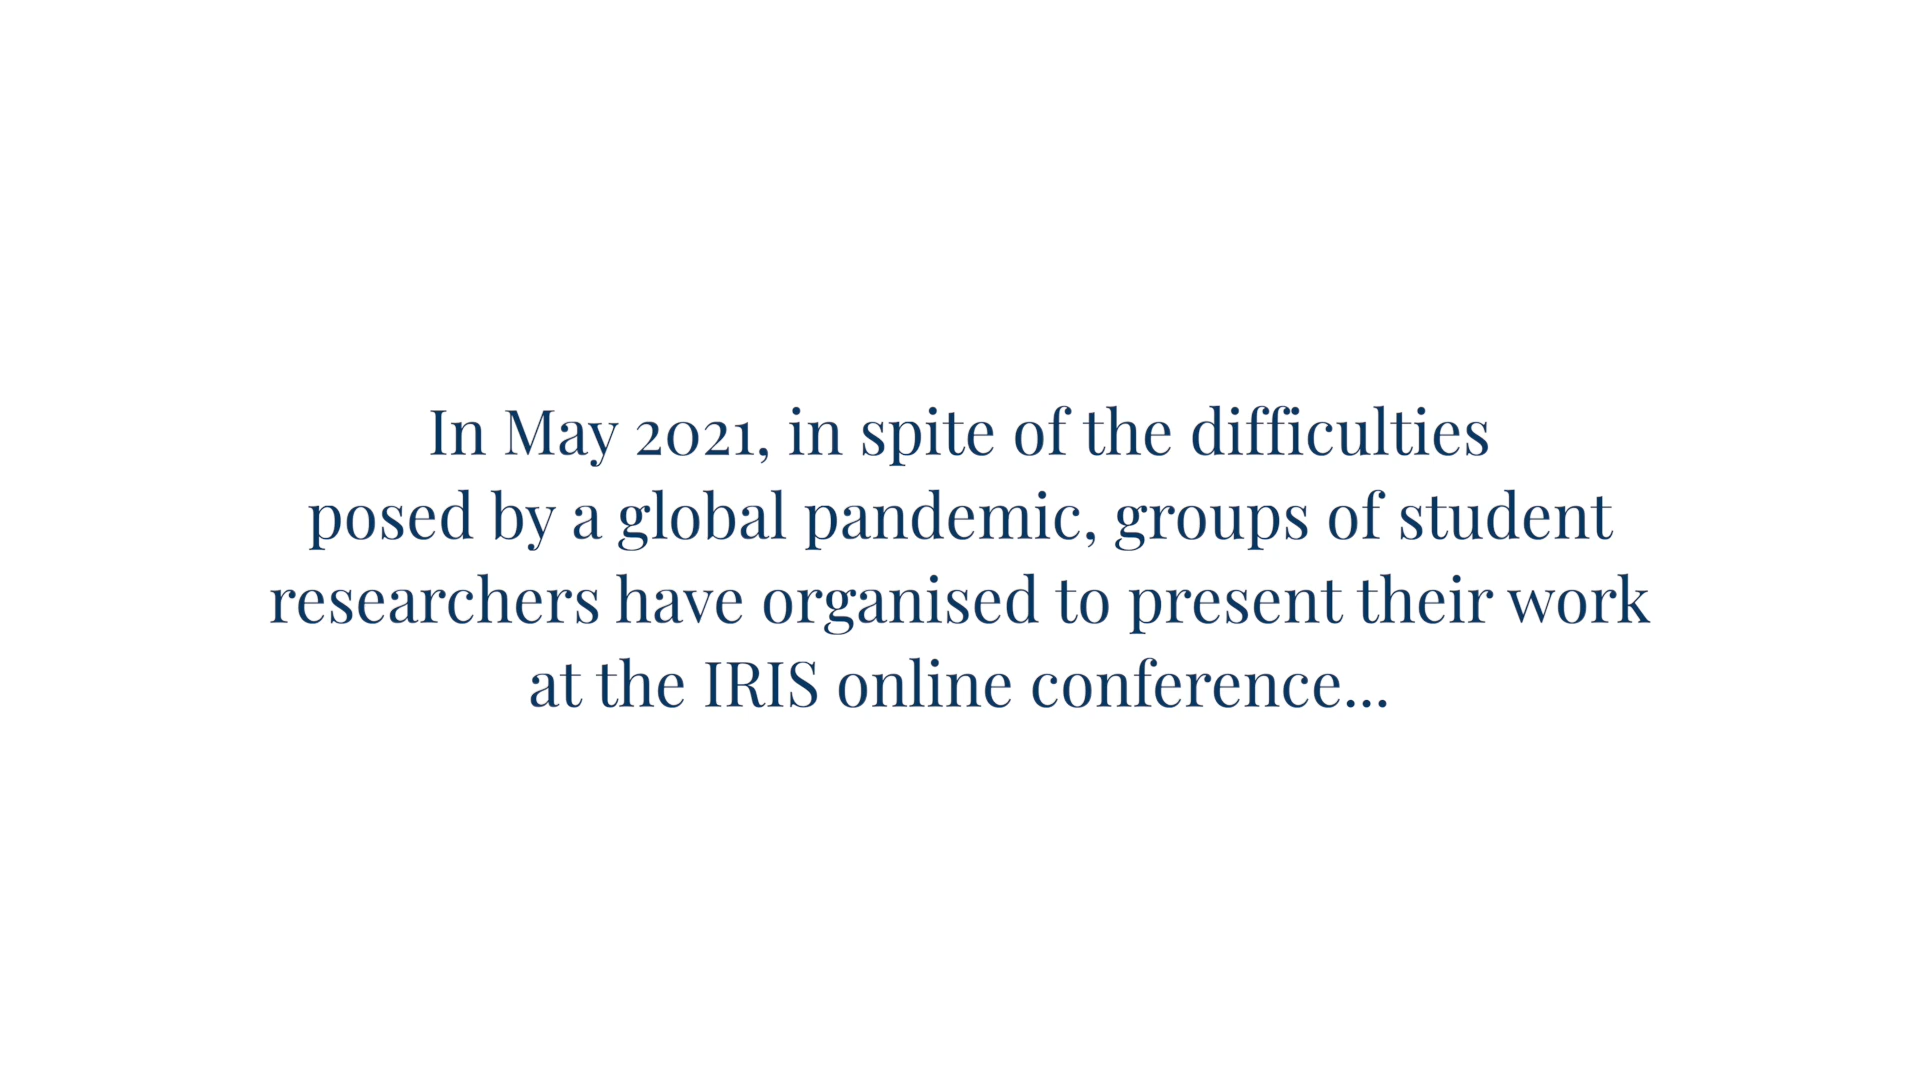 In May 2021, in spite of the difficulties
posed by a global pandemic, groups of student
researchers have organised to present their work
at the IRIS online conference...